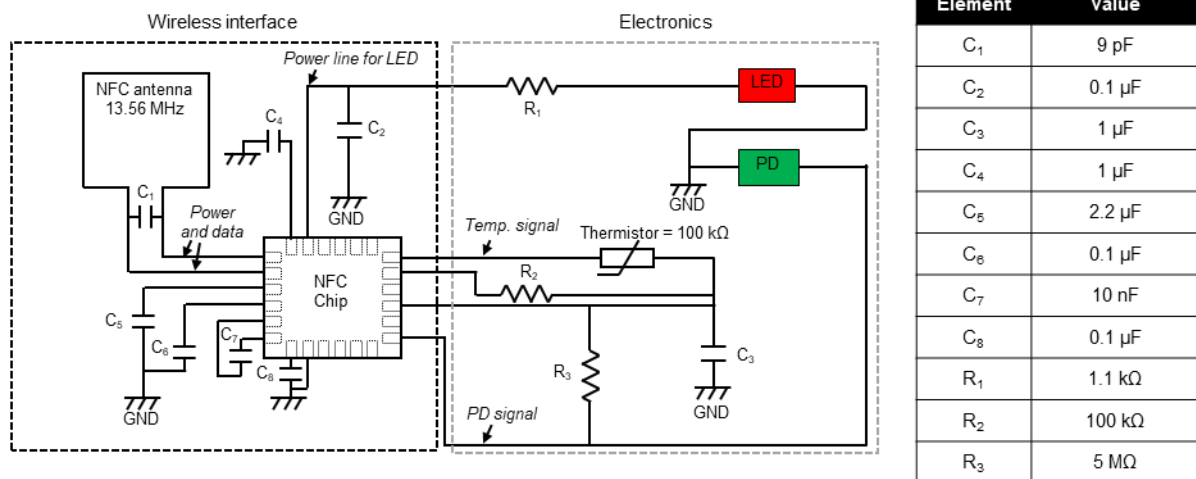 Wireless interface
Electronics
Power line for LED
NFC antenna
13.56 MHz
C₄
C₂
R₁
LED
PD
GND
GND
C₁
Power
and data
Temp. signal
Thermistor = 100 kΩ
NFC
Chip
R₂
C₅
C₆
C₇
C₈
R₃
C₃
GND
GND
PD signal
Element Value
C₁ 9 pF
C₂ 0.1 µF
C₃ 1 µF
C₄ 1 µF
C₅ 2.2 µF
C₆ 0.1 µF
C₇ 10 nF
C₈ 0.1 µF
R₁ 1.1 kΩ
R₂ 100 kΩ
R₃ 5 MΩ